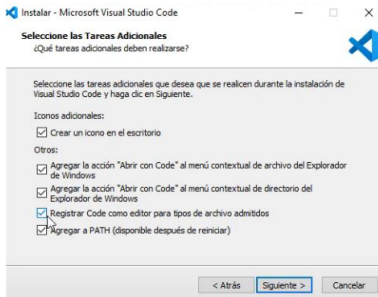 Instalar - Microsoft Visual Studio Code
Seleccione las Tareas Adicionales
¿Qué tareas adicionales deben realizarse?
Seleccione las tareas adicionales que desea que se realicen durante la instalación de
Visual Studio Code y haga clic en Siguiente.
Iconos adicionales:
Crear un icono en el escritorio
Otros:
Agregar la acción "Abrir con Code" al menú contextual de archivo del Explorador
de Windows
Agregar la acción "Abrir con Code" al menú contextual de directorio del
Explorador de Windows
Registrar Code como editor para tipos de archivo admitidos
Agregar a PATH (disponible después de reiniciar)
< Atrás Siguiente > Cancelar